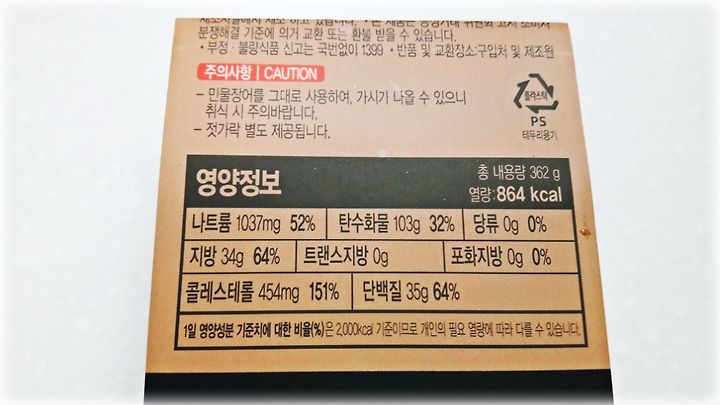 분쟁해결 기준에 의거 교환 또는 환불 받을 수 있습니다.
• 부정 · 불량식품 신고는 국번없이 1399 • 반품 및 교환장소:구입처 및 제조원
주의사항 | CAUTION
– 민물장어를 그대로 사용하여, 가시가 나올 수 있으니
취식 시 주의바랍니다.
– 젓가락 별도 제공됩니다.
플라스틱
PS
테두리용기
영양정보
총 내용량 362 g
열량:864 kcal
나트륨 1037mg 52% 탄수화물 103g 32% 당류 0g 0%
지방 34g 64% 트랜스지방 0g 포화지방 0g 0%
콜레스테롤 454mg 151% 단백질 35g 64%
1일 영양성분 기준치에 대한 비율(%)은 2,000kcal 기준이므로 개인의 필요 열량에 따라 다를 수 있습니다.